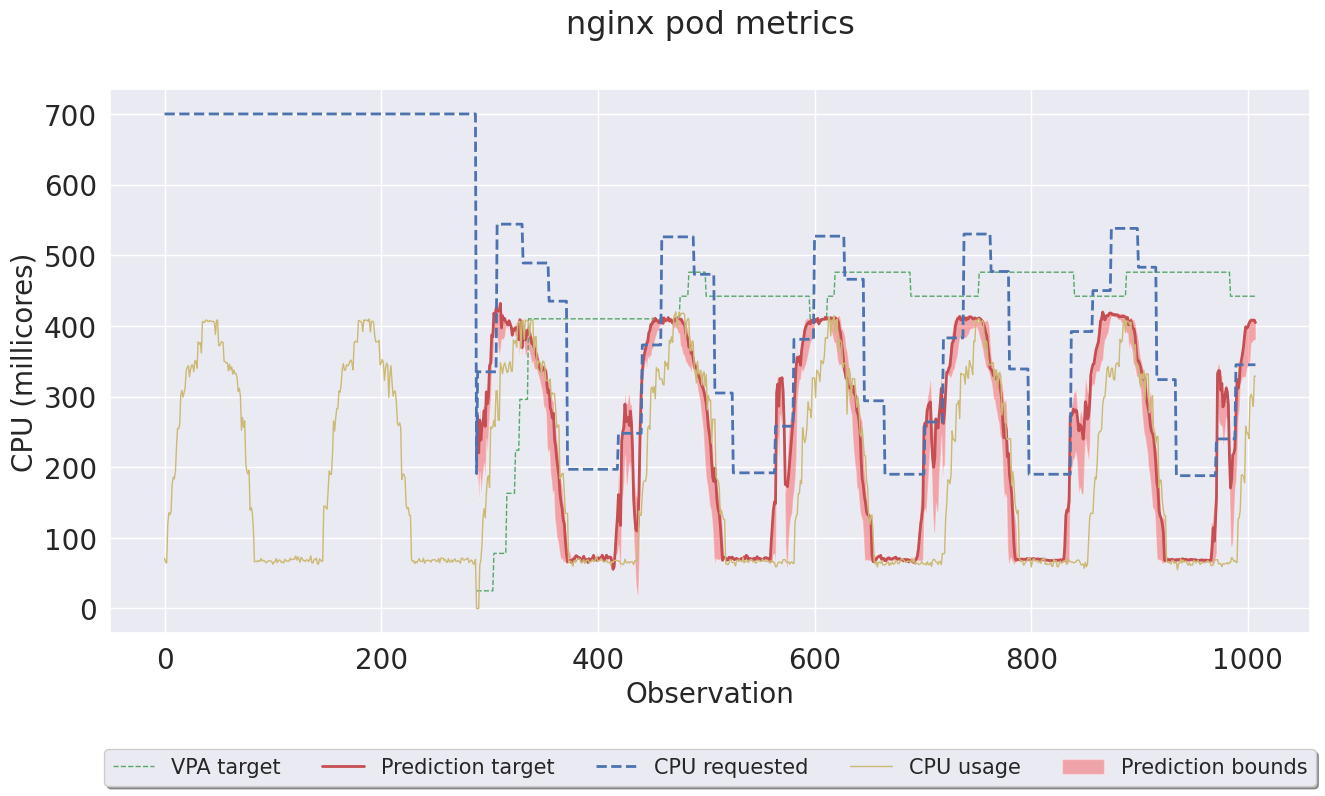 nginx pod metrics
CPU (millicores)
700
600
500
400
300
200
100
0
0 200 400 600 800 1000
Observation
VPA target Prediction target CPU requested CPU usage Prediction bounds